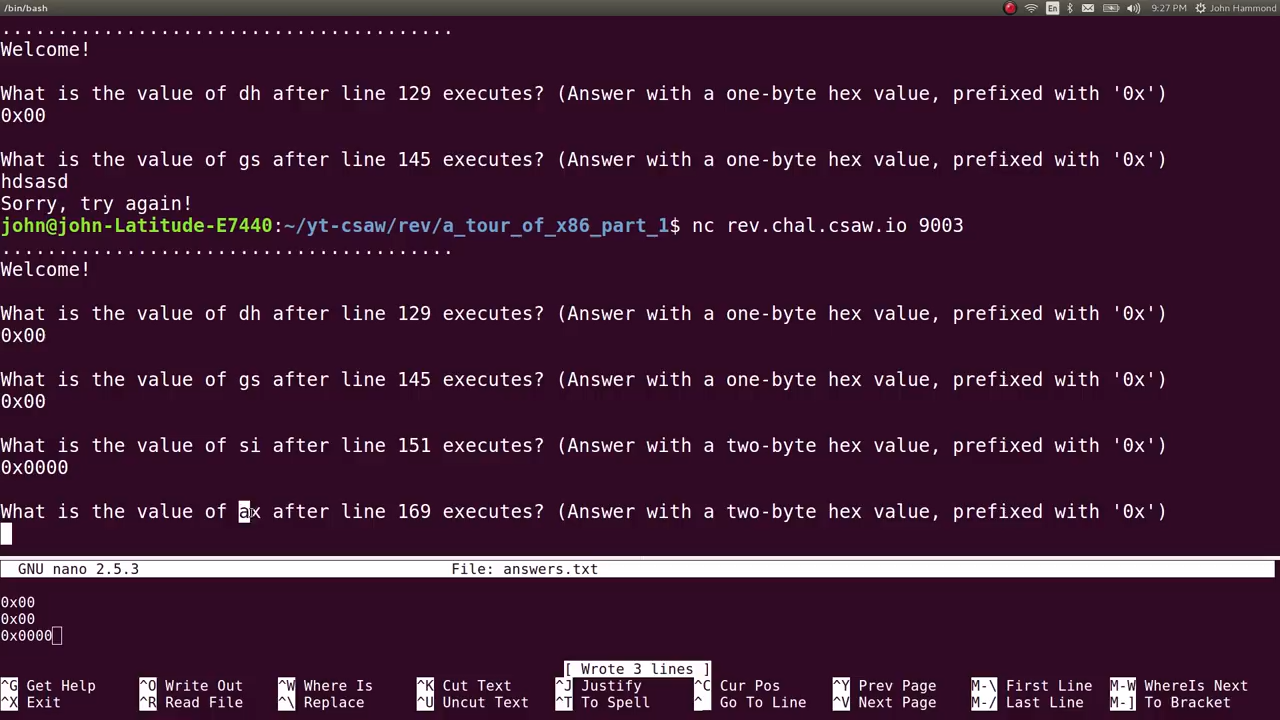 /bin/bash
En
9:27 PM
John Hammond
........................................
Welcome!
What is the value of dh after line 129 executes? (Answer with a one-byte hex value, prefixed with '0x')
0x00
What is the value of gs after line 145 executes? (Answer with a one-byte hex value, prefixed with '0x')
hdsasd
Sorry, try again!
john@john-Latitude-E7440:~/yt-csaw/rev/a_tour_of_x86_part_1$ nc rev.chal.csaw.io 9003
........................................
Welcome!
What is the value of dh after line 129 executes? (Answer with a one-byte hex value, prefixed with '0x')
0x00
What is the value of gs after line 145 executes? (Answer with a one-byte hex value, prefixed with '0x')
0x00
What is the value of si after line 151 executes? (Answer with a two-byte hex value, prefixed with '0x')
0x0000
What is the value of ax after line 169 executes? (Answer with a two-byte hex value, prefixed with '0x')
GNU nano 2.5.3 File: answers.txt
0x00
0x00
0x0000
[ Wrote 3 lines ]
^G Get Help ^O Write Out ^W Where Is ^K Cut Text ^J Justify ^C Cur Pos ^Y Prev Page M-\ First Line M-W WhereIs Next
^X Exit ^R Read File ^\ Replace ^U Uncut Text ^T To Spell ^_ Go To Line ^V Next Page M-/ Last Line M-] To Bracket